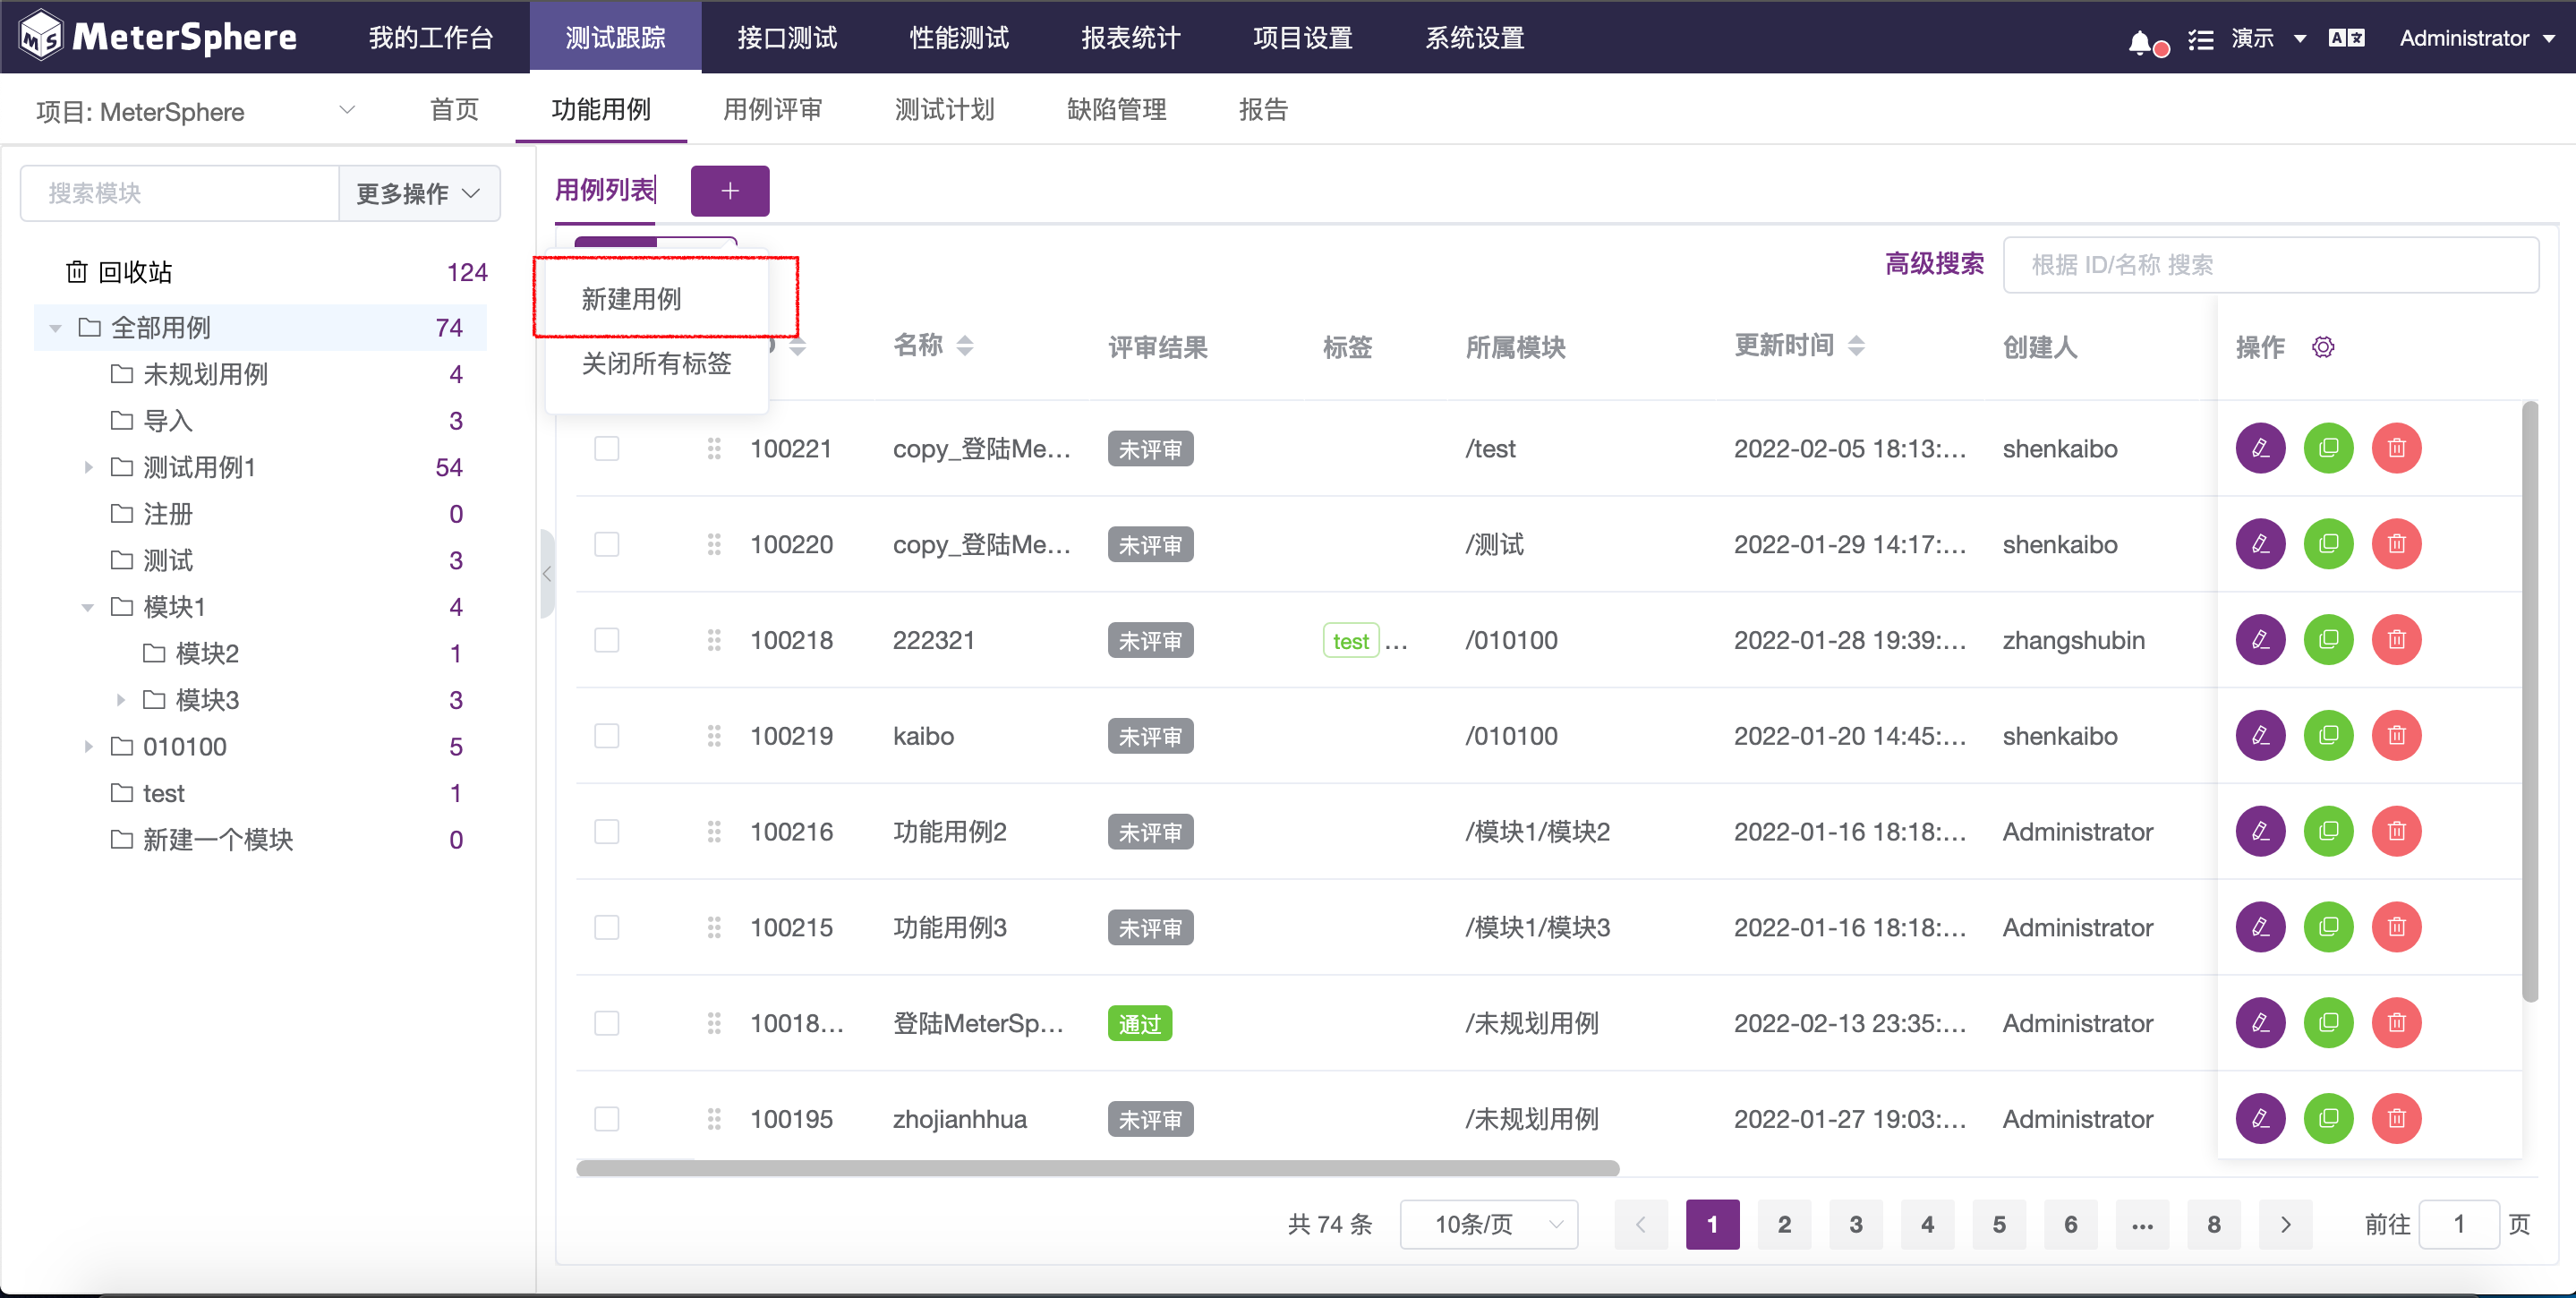 MeterSphere 我的工作台 测试跟踪 接口测试 性能测试 报表统计 项目设置 系统设置 演示 Administrator
项目: MeterSphere 首页 功能用例 用例评审 测试计划 缺陷管理 报告
搜索模块 更多操作
回收站 124
全部用例 74
未规划用例 4
导入 3
测试用例1 54
注册 0
测试 3
模块1 4
模块2 1
模块3 3
010100 5
test 1
新建一个模块 0
用例列表 +
新建用例
关闭所有标签
高级搜索 根据 ID/名称 搜索
名称 评审结果 标签 所属模块 更新时间 创建人 操作
100221 copy_登陆Me... 未评审 /test 2022-02-05 18:13:... shenkaibo
100220 copy_登陆Me... 未评审 /测试 2022-01-29 14:17:... shenkaibo
100218 222321 未评审 test ... /010100 2022-01-28 19:39:... zhangshubin
100219 kaibo 未评审 /010100 2022-01-20 14:45:... shenkaibo
100216 功能用例2 未评审 /模块1/模块2 2022-01-16 18:18:... Administrator
100215 功能用例3 未评审 /模块1/模块3 2022-01-16 18:18:... Administrator
10018... 登陆MeterSp... 通过 /未规划用例 2022-02-13 23:35:... Administrator
100195 zhojianhhua 未评审 /未规划用例 2022-01-27 19:03:... Administrator
共 74 条 10条/页 1 2 3 4 5 6 ... 8 前往 1 页